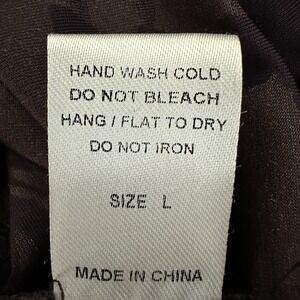 HAND WASH COLD
DO NOT BLEACH
HANG / FLAT TO DRY
DO NOT IRON
SIZE L
MADE IN CHINA